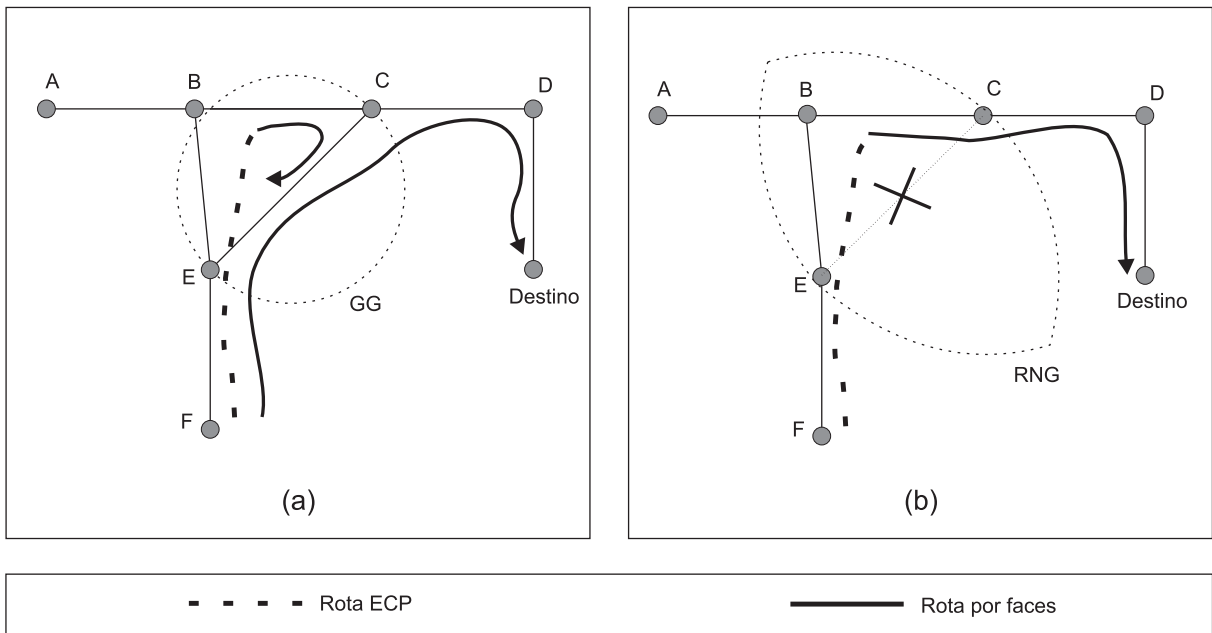 A
B
C
D
E
GG
Destino
F
(a)
A
B
C
D
E
Destino
RNG
F
(b)
Rota ECP
Rota por faces